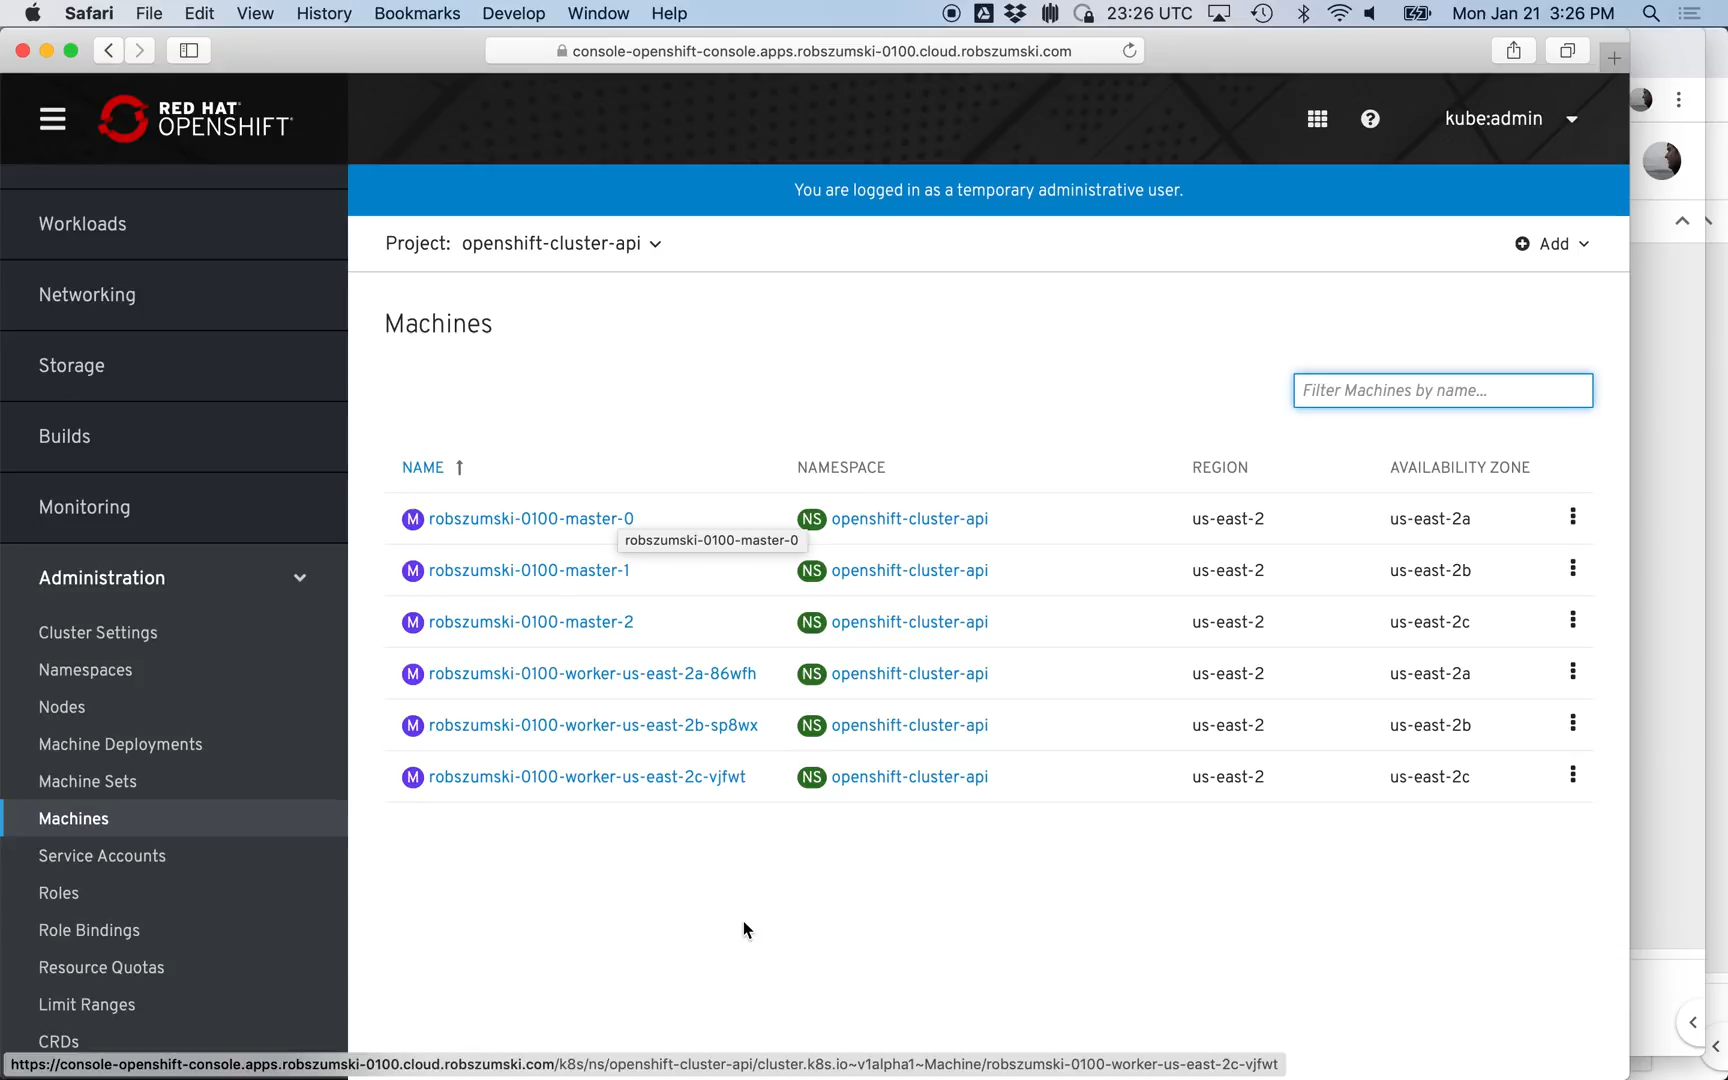 Safari File Edit View History Bookmarks Develop Window Help 23:26 UTC Mon Jan 21 3:26 PM
console-openshift-console.apps.robszumski-0100.cloud.robszumski.com
RED HAT
OPENSHIFT
kube:admin
You are logged in as a temporary administrative user.
Project: openshift-cluster-api
Add
Workloads
Networking
Storage
Builds
Monitoring
Administration
Cluster Settings
Namespaces
Nodes
Machine Deployments
Machine Sets
Machines
Service Accounts
Roles
Role Bindings
Resource Quotas
Limit Ranges
CRDs
Machines
Filter Machines by name...
NAME NAMESPACE REGION AVAILABILITY ZONE
M robszumski-0100-master-0 NS openshift-cluster-api us-east-2 us-east-2a
robszumski-0100-master-0
M robszumski-0100-master-1 NS openshift-cluster-api us-east-2 us-east-2b
M robszumski-0100-master-2 NS openshift-cluster-api us-east-2 us-east-2c
M robszumski-0100-worker-us-east-2a-86wfh NS openshift-cluster-api us-east-2 us-east-2a
M robszumski-0100-worker-us-east-2b-sp8wx NS openshift-cluster-api us-east-2 us-east-2b
M robszumski-0100-worker-us-east-2c-vjfwt NS openshift-cluster-api us-east-2 us-east-2c
https://console-openshift-console.apps.robszumski-0100.cloud.robszumski.com/k8s/ns/openshift-cluster-api/cluster.k8s.io~v1alpha1~Machine/robszumski-0100-worker-us-east-2c-vjfwt